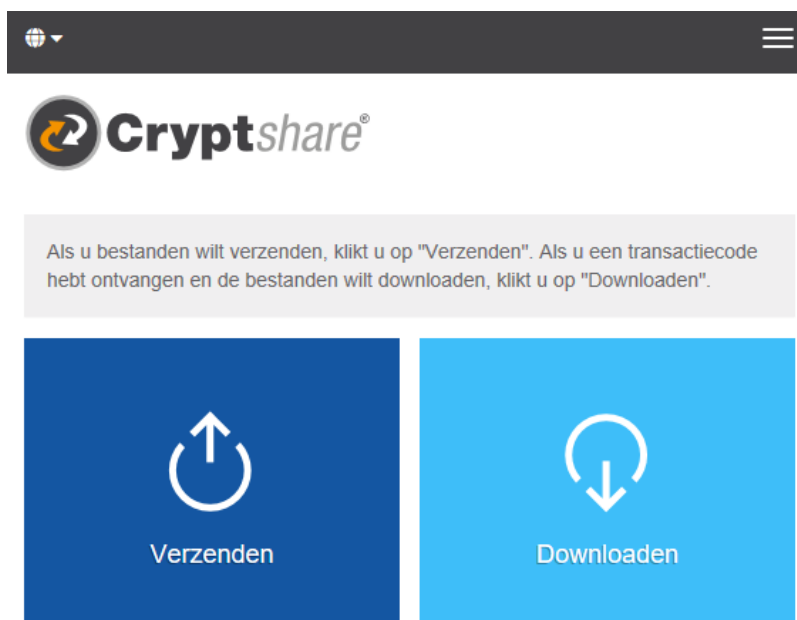 Cryptshare®
Als u bestanden wilt verzenden, klikt u op "Verzenden". Als u een transactiecode
hebt ontvangen en de bestanden wilt downloaden, klikt u op "Downloaden".
Verzenden
Downloaden